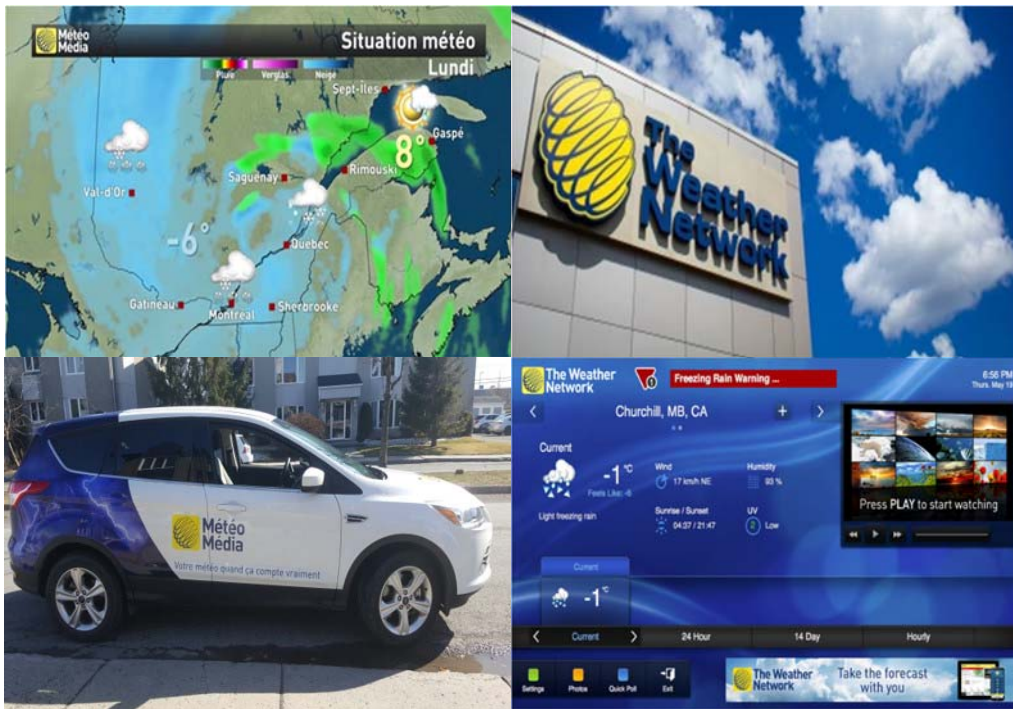 Météo
Média
Situation météo
Lundi
Pluie
Verglas
Neige
Sept-Iles
Gaspé
8°
Rimouski
Saguenay
Val-d'Or
-6°
Quebec
Gatineau
Montréal
Sherbrooke
The
Weather
Network
Météo
Média
Votre météo quand ça compte vraiment
The Weather
Network
Freezing Rain Warning ...
6:56 PM
Thurs. May 19
Churchill, MB, CA
Current
-1 °C
Feels Like: -6
Light freezing rain
Wind
17 km/h NE
Humidity
93 %
Sunrise / Sunset
04:37 / 21:47
UV
2 Low
Press PLAY to start watching
Current
-1 °C
Current
24 Hour
14 Day
Hourly
Settings
Photos
Quick Poll
Exit
The Weather
Network
Take the forecast
with you